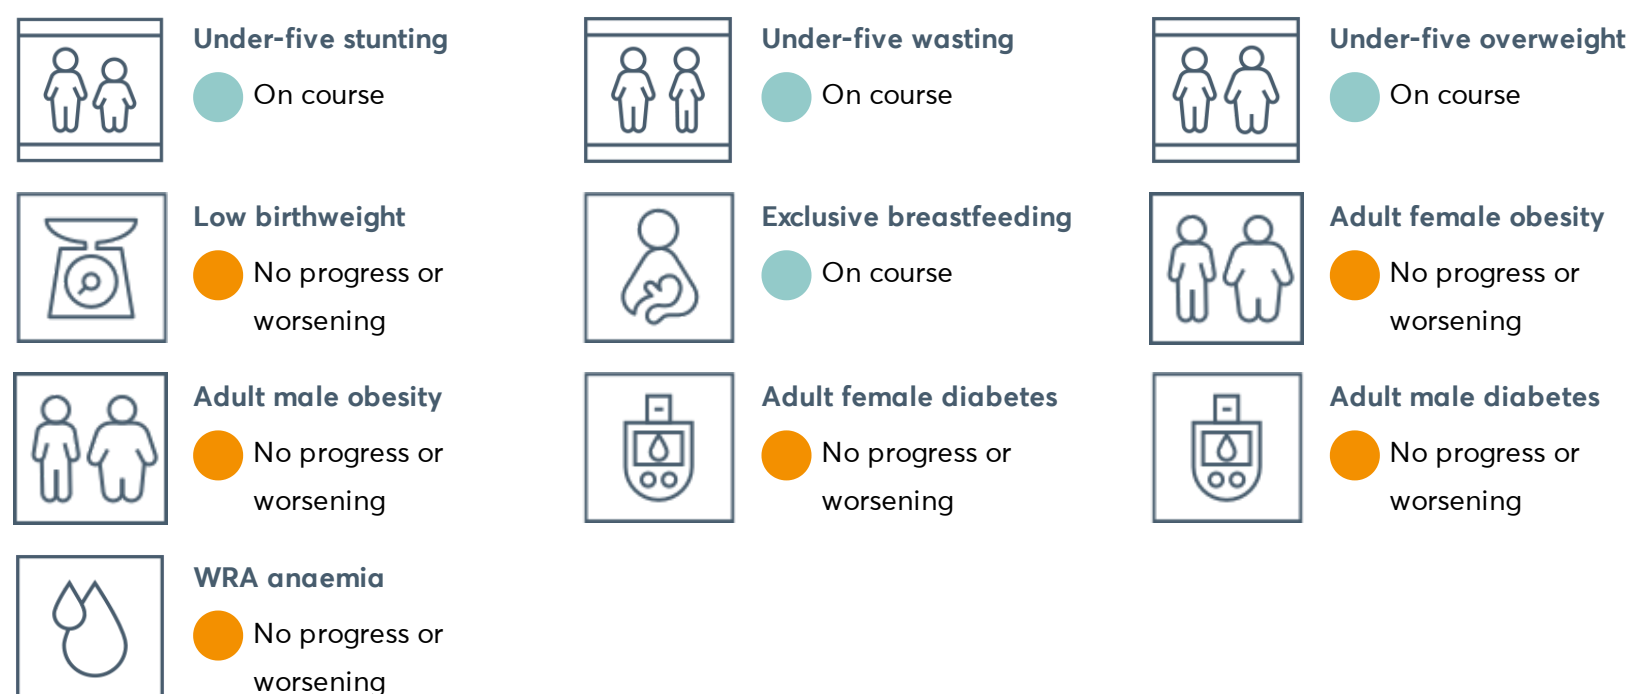 Under-five stunting
On course
Under-five wasting
On course
Under-five overweight
On course
Low birthweight
No progress or
worsening
Exclusive breastfeeding
On course
Adult female obesity
No progress or
worsening
Adult male obesity
No progress or
worsening
Adult female diabetes
No progress or
worsening
Adult male diabetes
No progress or
worsening
WRA anaemia
No progress or
worsening